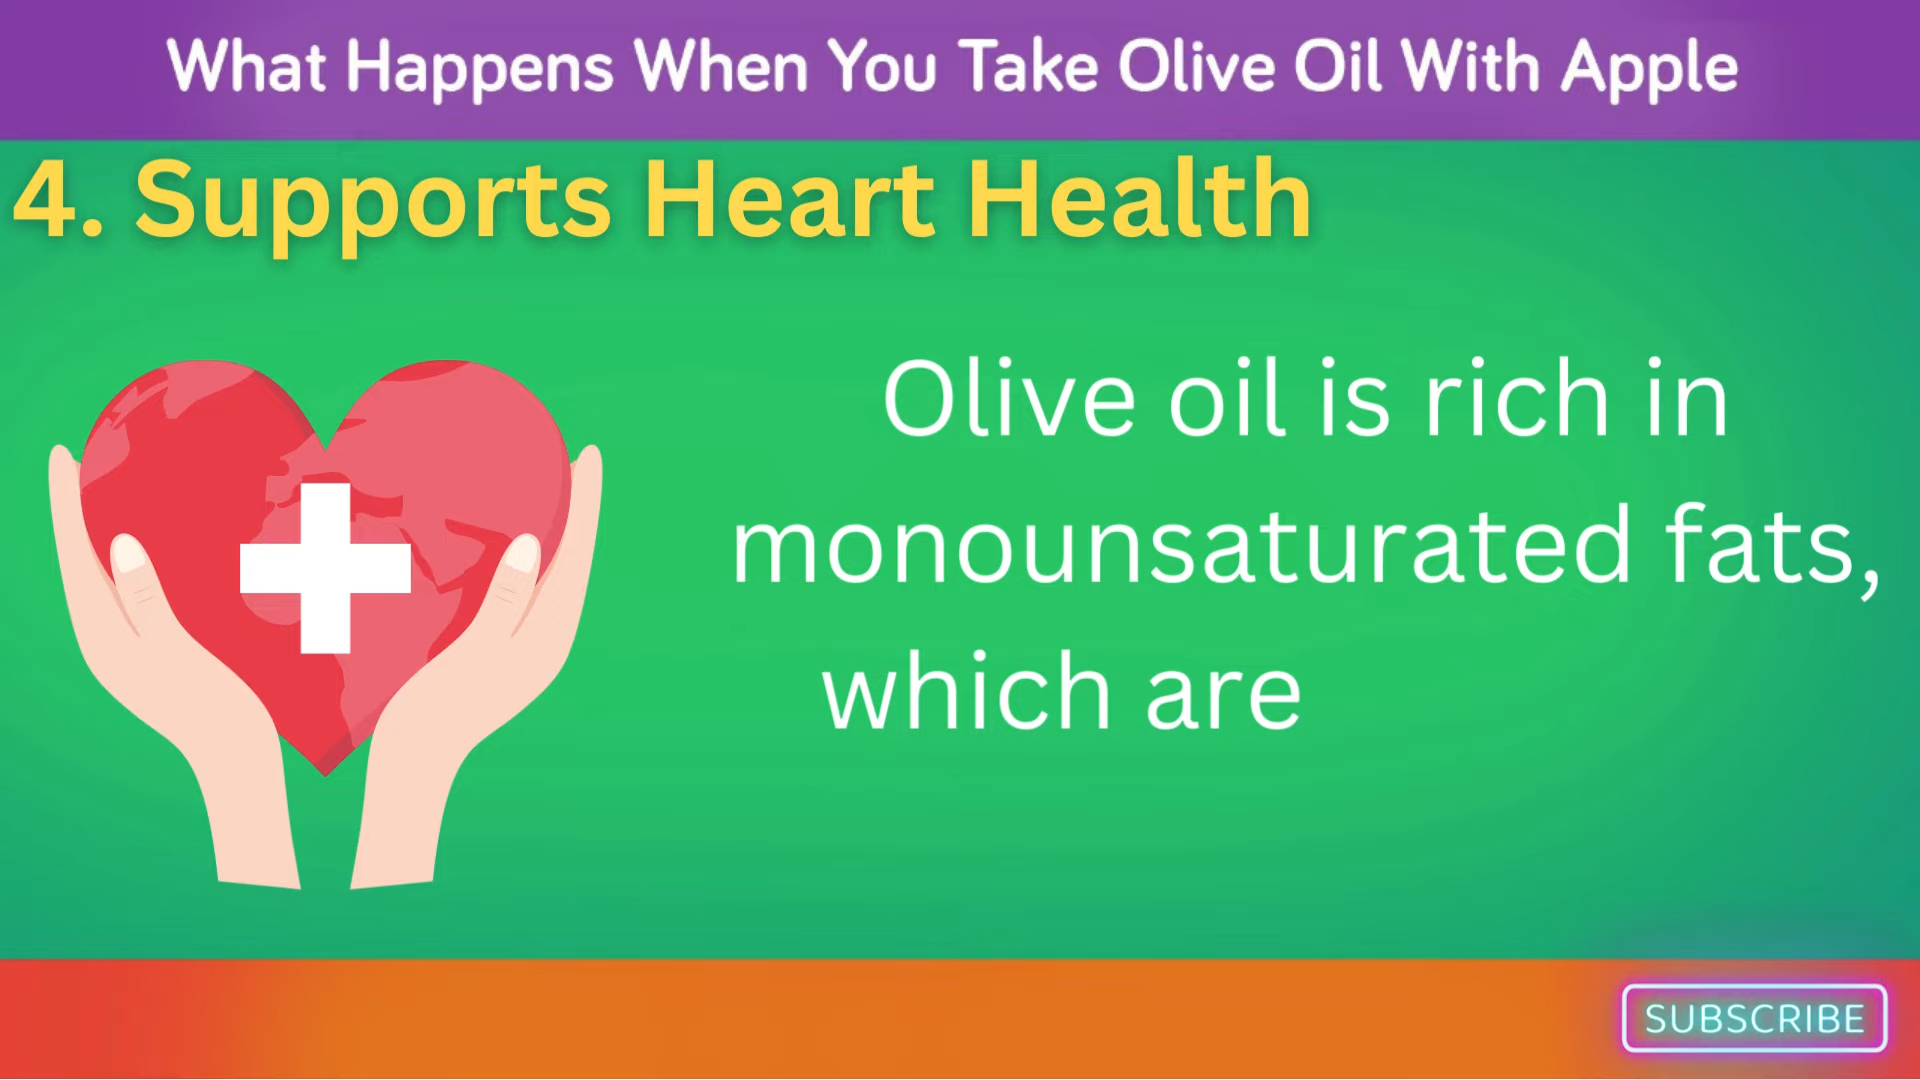 What Happens When You Take Olive Oil With Apple
4. Supports Heart Health
Olive oil is rich in
monounsaturated fats,
which are
SUBSCRIBE